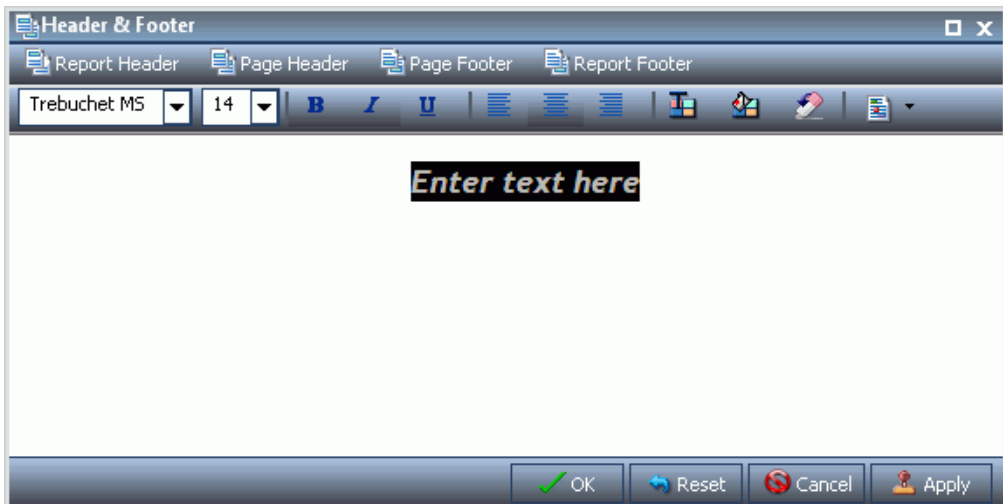 Header & Footer
Report Header Page Header Page Footer Report Footer
Trebuchet MS 14 B I U
Enter text here
OK Reset Cancel Apply